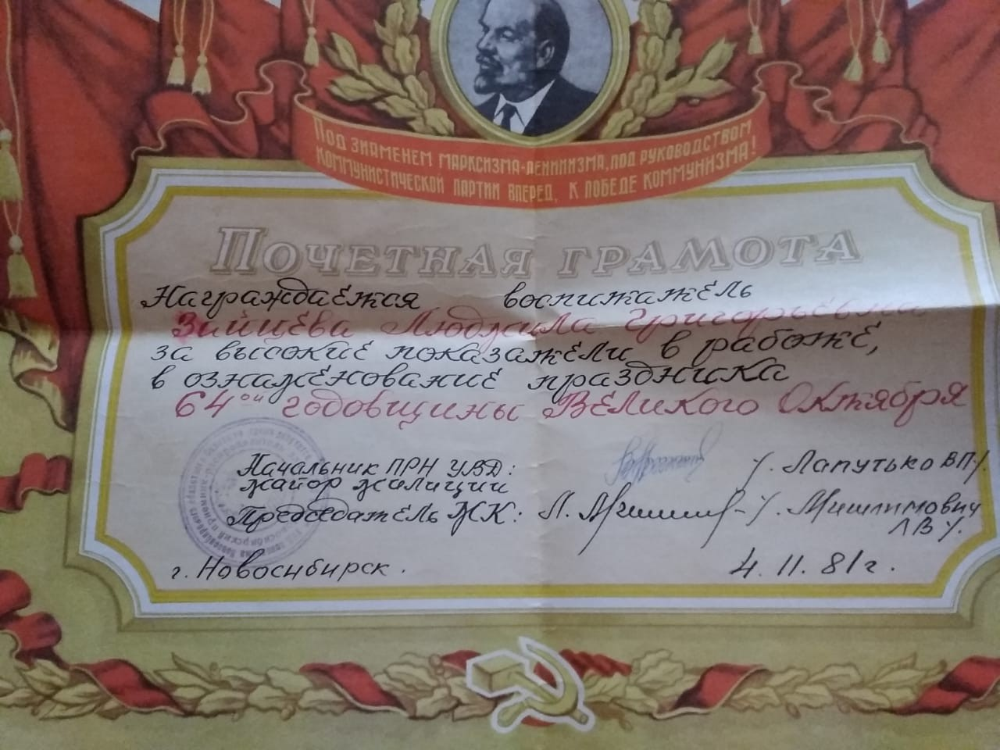 Под знаменем марксизма-ленинизма, под руководством
коммунистической партии вперед, к победе коммунизма!
Почетная грамота
Награждается воспитатель
Зайцева Людмила Григорьевна
за высокие показатели в работе,
в ознаменование праздника
64ой годовщины Великого Октября
Начальник ПРН УВД: /. Лапутько В П/.
майор милиции
Председатель МК: /. Мишлимович
Л В /.
г. Новосибирск. 4. 11. 81г.